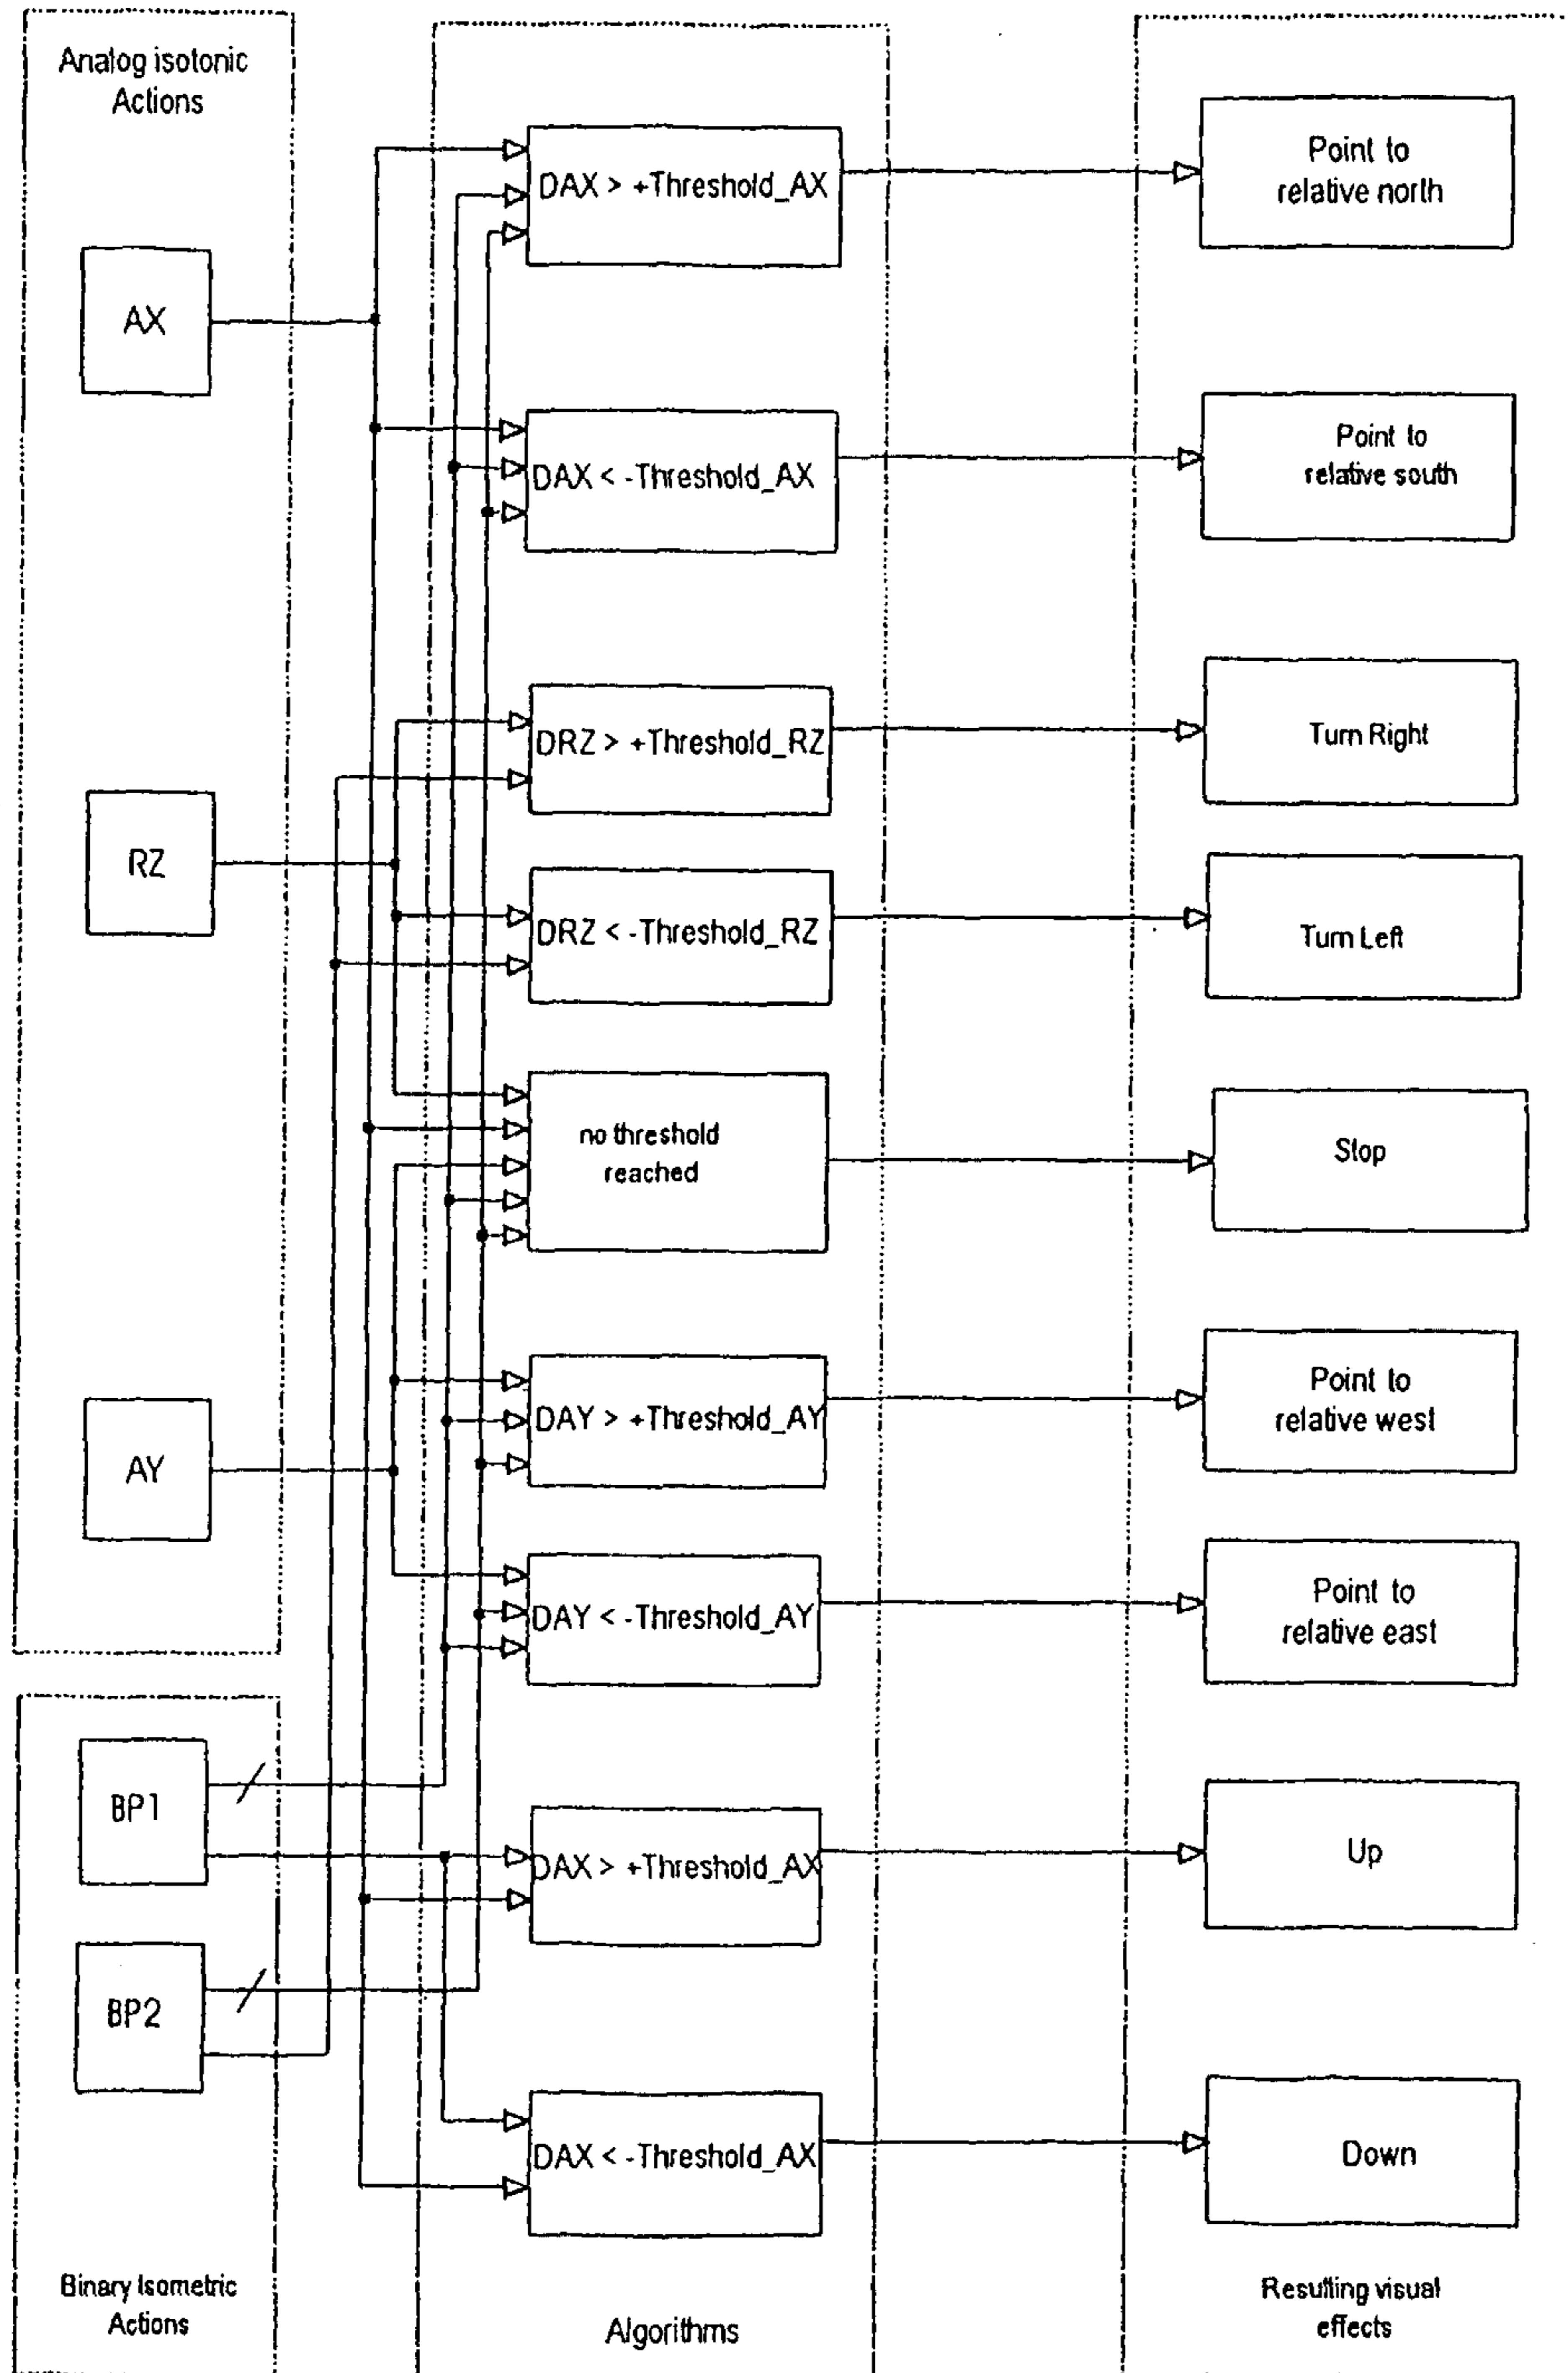 Analog isotonic
Actions
AX
RZ
AY
BP1
BP2
Binary Isometric
Actions
DAX > +Threshold_AX
DAX < -Threshold_AX
DRZ > +Threshold_RZ
DRZ < -Threshold_RZ
no threshold
reached
DAY > +Threshold_AY
DAY < -Threshold_AY
DAX > +Threshold_AX
DAX < -Threshold_AX
Algorithms
Point to
relative north
Point to
relative south
Turn Right
Turn Left
Stop
Point to
relative west
Point to
relative east
Up
Down
Resulting visual
effects